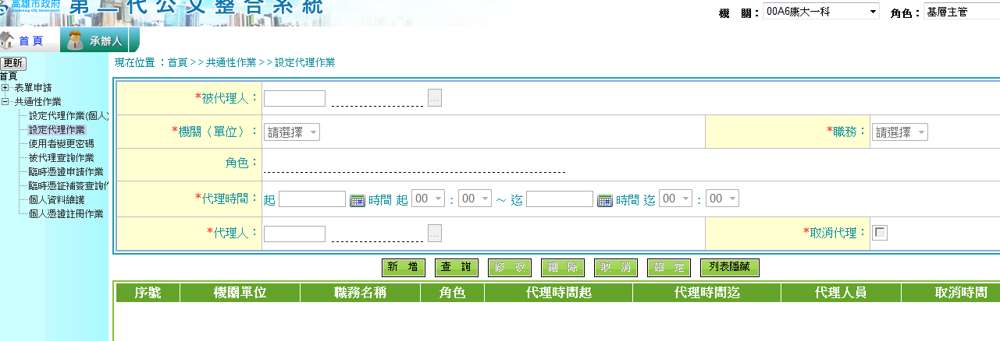 高雄市政府
第二代公文整合系統
機 關：00A6康大一科 角色：基層主管
首頁 承辦人
更新
現在位置 ：首頁>>共通性作業>>設定代理作業
首頁
表單申請
共通性作業
設定代理作業(個人)
設定代理作業
使用者變更密碼
被代理查詢作業
臨時憑證申請作業
臨時憑証補簽查詢作
個人資料維護
個人憑證註冊作業
*被代理人： ...
*機關〈單位〉： 請選擇 *職務： 請選擇
角色：
*代理時間： 起 時間 起 00 : 00 ～ 迄 時間 迄 00 : 00
*代理人： ... *取消代理：
新 增 查 詢 修 改 刪 除 取 消 確 定 列表隱藏
序號 機關單位 職務名稱 角色 代理時間起 代理時間迄 代理人員 取消時間